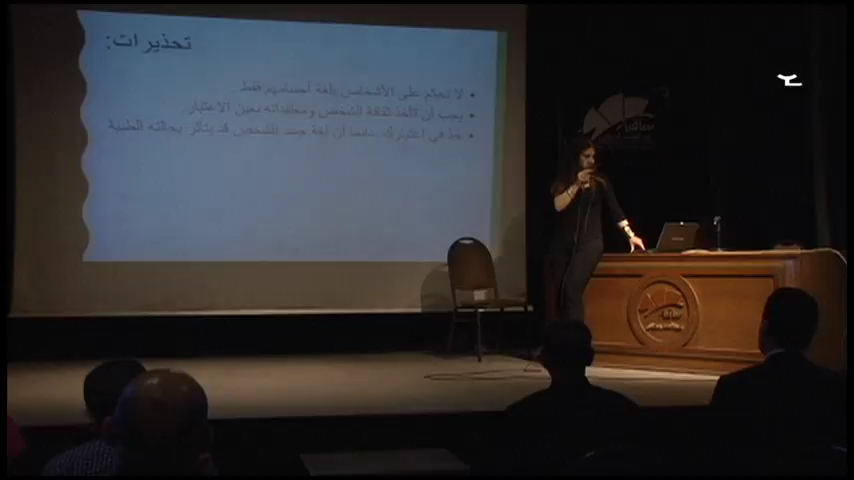 تحذيرات:
لا تحكم على الأشخاص بلغة أجسامهم فقط.
يجب أن تأخذ ثقافة الشخص ومعتقداته بعين الاعتبار.
خذ في اعتبارك دائما أن لغة جسد الشخص قد يتأثر بحالته الطبية